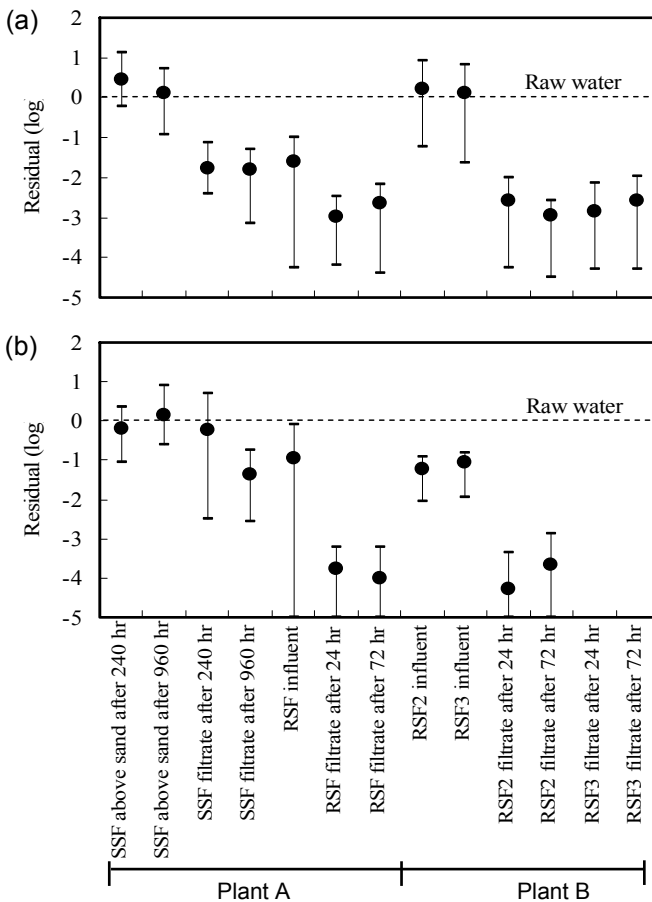 (a)
2
1
0
-1
-2
-3
-4
-5
Residual (log
Raw water
(b)
2
1
0
-1
-2
-3
-4
-5
Residual (log
Raw water
SSF above sand after 240 hr
SSF above sand after 960 hr
SSF filtrate after 240 hr
SSF filtrate after 960 hr
RSF influent
RSF filtrate after 24 hr
RSF filtrate after 72 hr
RSF2 influent
RSF3 influent
RSF2 filtrate after 24 hr
RSF2 filtrate after 72 hr
RSF3 filtrate after 24 hr
RSF3 filtrate after 72 hr
Plant A
Plant B